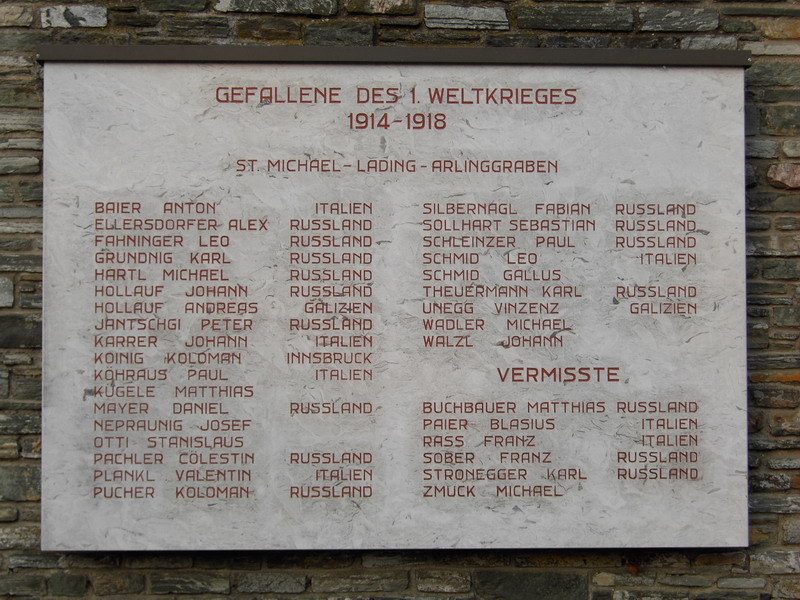 GEFALLENE DES 1. WELTKRIEGES
1914-1918
ST. MICHAEL - LADING - ARLINGGRABEN
BAIER ANTON ITALIEN
ELLERSDORFER ALEX RUSSLAND
FAHNINGER LEO RUSSLAND
GRUNDNIG KARL RUSSLAND
HARTL MICHAEL RUSSLAND
HOLLAUF JOHANN RUSSLAND
HOLLAUF ANDREAS GALIZIEN
JANTSCHGI PETER RUSSLAND
KARRER JOHANN ITALIEN
KOINIG KOLOMAN INNSBRUCK
KOHRAUS PAUL ITALIEN
KÜGELE MATTHIAS
MAYER DANIEL RUSSLAND
NEPRAUNIG JOSEF
OTTI STANISLAUS
PACHLER CÖLESTIN RUSSLAND
PLANKL VALENTIN ITALIEN
PUCHER KOLOMAN RUSSLAND
SILBERNAGL FABIAN RUSSLAND
SOLLHART SEBASTIAN RUSSLAND
SCHLEINZER PAUL RUSSLAND
SCHMID LEO ITALIEN
SCHMID GALLUS
THEUERMANN KARL RUSSLAND
UNEGG VINZENZ GALIZIEN
WADLER MICHAEL
WALZL JOHANN
VERMISSTE
BUCHBAUER MATTHIAS RUSSLAND
PAIER BLASIUS ITALIEN
RASS FRANZ ITALIEN
SOBER FRANZ RUSSLAND
STRONEGGER KARL RUSSLAND
ZMUCK MICHAEL